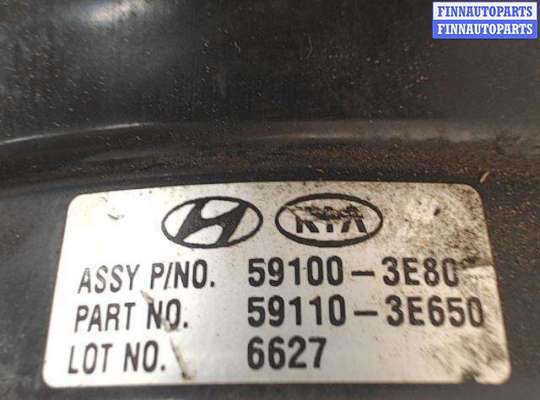 FINNAUTOPARTS
FINNAUTOPARTS
KIA
ASSY P/NO. 59100-3E80
PART NO. 59110-3E650
LOT NO. 6627